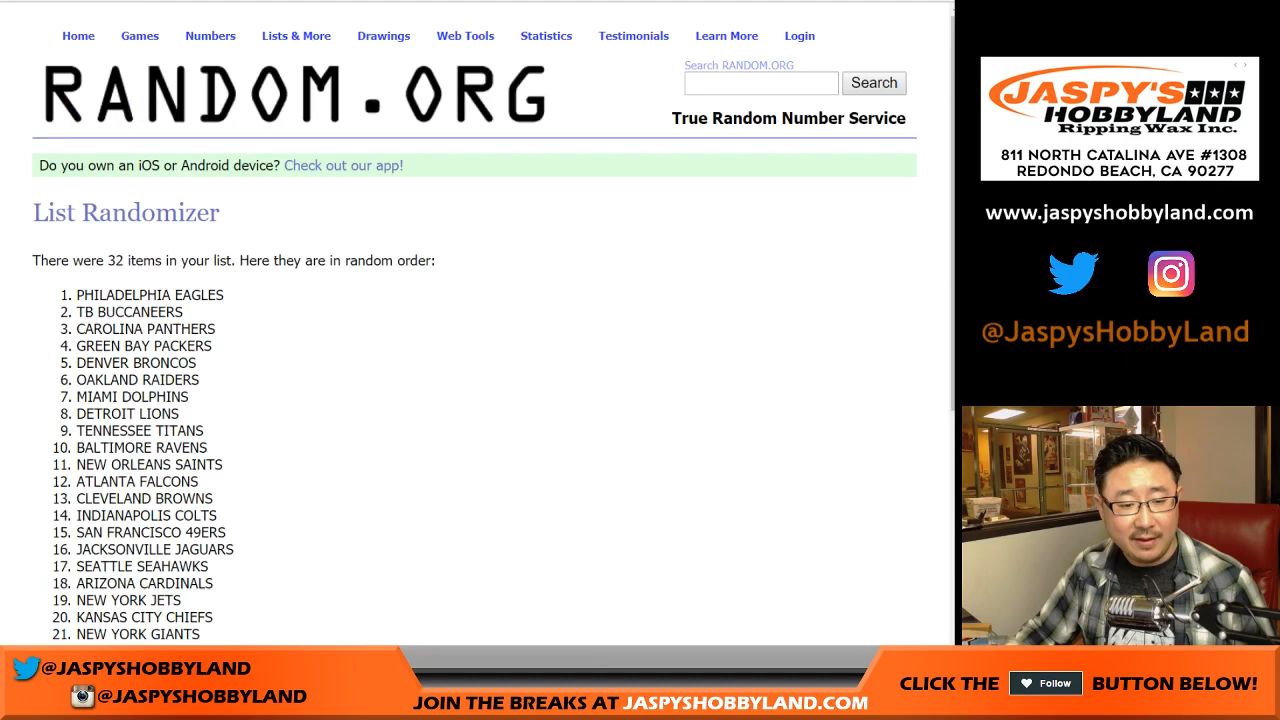 Home Games Numbers Lists & More Drawings Web Tools Statistics Testimonials Learn More Login
RANDOM.ORG
Search RANDOM.ORG
Search
True Random Number Service
Do you own an iOS or Android device? Check out our app!
List Randomizer
There were 32 items in your list. Here they are in random order:
1. PHILADELPHIA EAGLES
2. TB BUCCANEERS
3. CAROLINA PANTHERS
4. GREEN BAY PACKERS
5. DENVER BRONCOS
6. OAKLAND RAIDERS
7. MIAMI DOLPHINS
8. DETROIT LIONS
9. TENNESSEE TITANS
10. BALTIMORE RAVENS
11. NEW ORLEANS SAINTS
12. ATLANTA FALCONS
13. CLEVELAND BROWNS
14. INDIANAPOLIS COLTS
15. SAN FRANCISCO 49ERS
16. JACKSONVILLE JAGUARS
17. SEATTLE SEAHAWKS
18. ARIZONA CARDINALS
19. NEW YORK JETS
20. KANSAS CITY CHIEFS
21. NEW YORK GIANTS
JASPY'S
HOBBYLAND
Ripping Wax Inc.
811 NORTH CATALINA AVE #1308
REDONDO BEACH, CA 90277
www.jaspyshobbyland.com
@JaspysHobbyLand
@JASPYSHOBBYLAND
@JASPYSHOBBYLAND
JOIN THE BREAKS AT JASPYSHOBBYLAND.COM
CLICK THE Follow BUTTON BELOW!